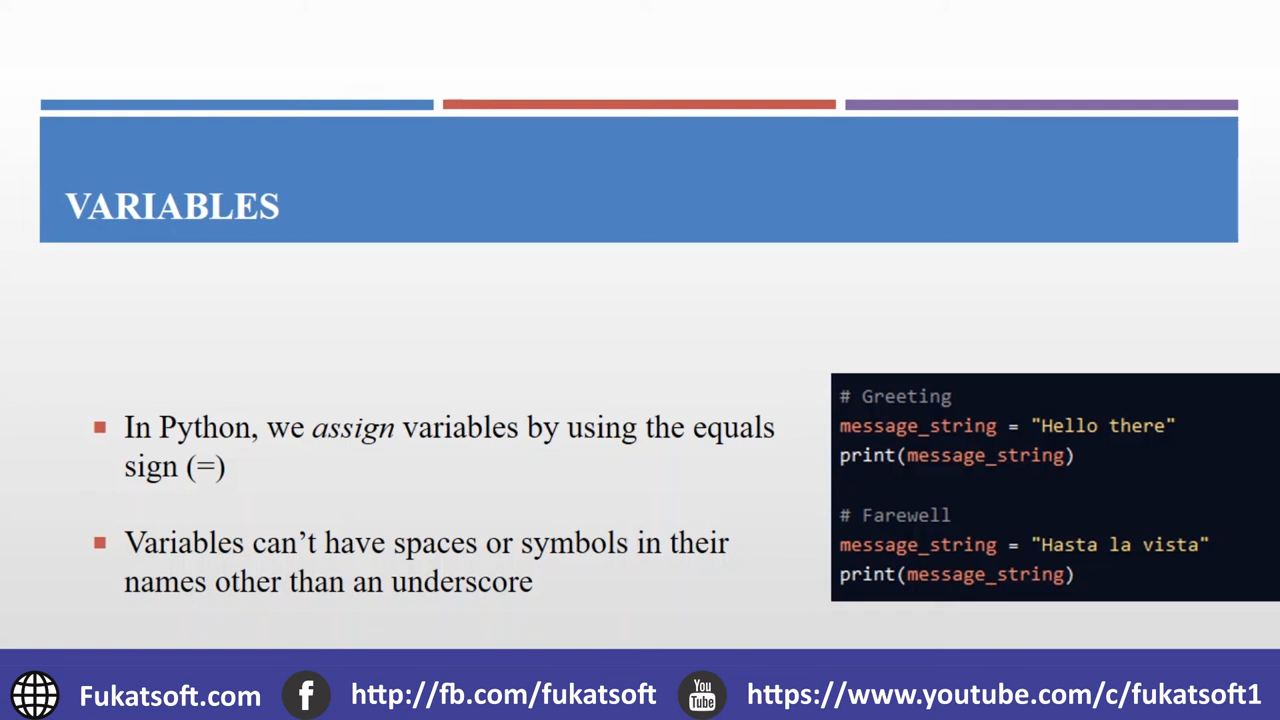 VARIABLES
In Python, we assign variables by using the equals
sign (=)
Variables can’t have spaces or symbols in their
names other than an underscore
# Greeting
message_string = "Hello there"
print(message_string)
# Farewell
message_string = "Hasta la vista"
print(message_string)
Fukatsoft.com
f
http://fb.com/fukatsoft
You
Tube
https://www.youtube.com/c/fukatsoft1